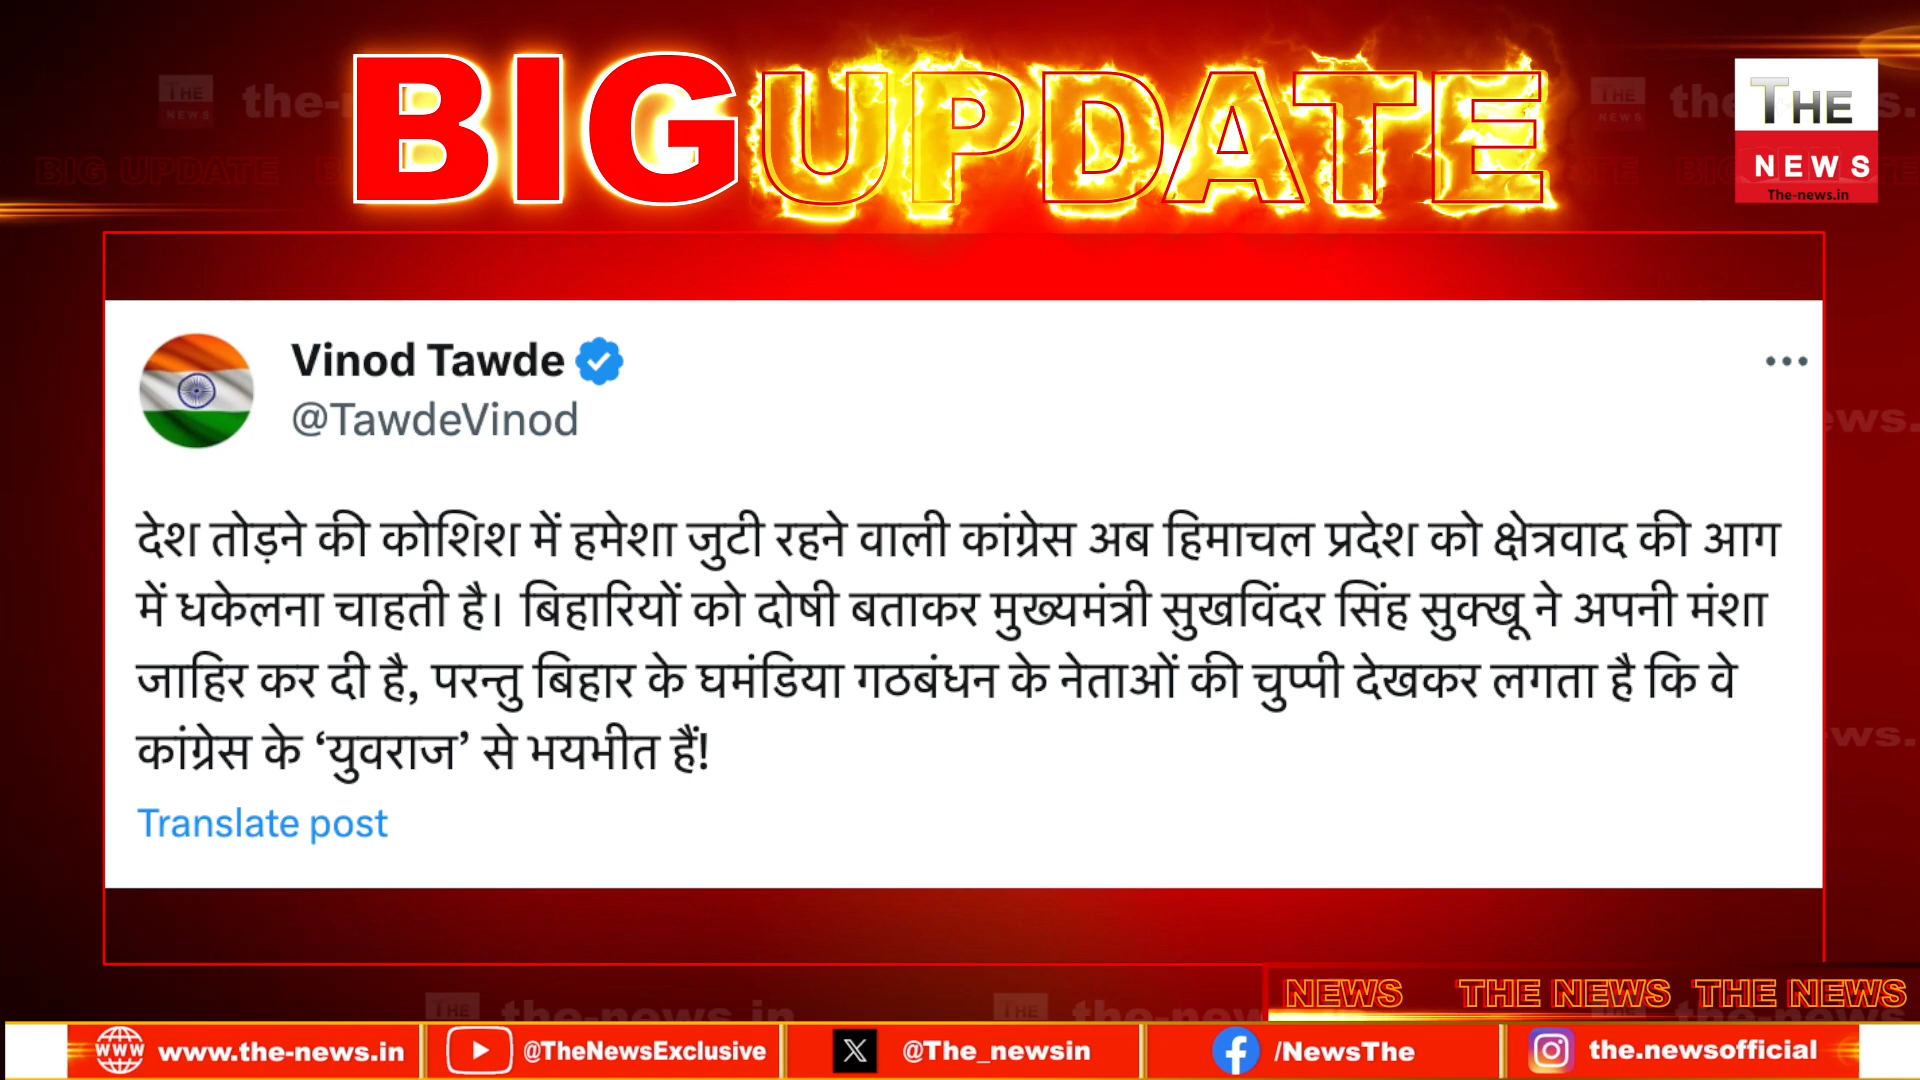 BIG UPDATE
THE
NEWS
The-news.in
Vinod Tawde
@TawdeVinod
देश तोड़ने की कोशिश में हमेशा जुटी रहने वाली कांग्रेस अब हिमाचल प्रदेश को क्षेत्रवाद की आग
में धकेलना चाहती है। बिहारियों को दोषी बताकर मुख्यमंत्री सुखविंदर सिंह सुक्खू ने अपनी मंशा
जाहिर कर दी है, परन्तु बिहार के घमंडिया गठबंधन के नेताओं की चुप्पी देखकर लगता है कि वे
कांग्रेस के ‘युवराज’ से भयभीत हैं!
Translate post
NEWS THE NEWS THE NEWS
www www.the-news.in @TheNewsExclusive @The_newsin /NewsThe the.newsofficial